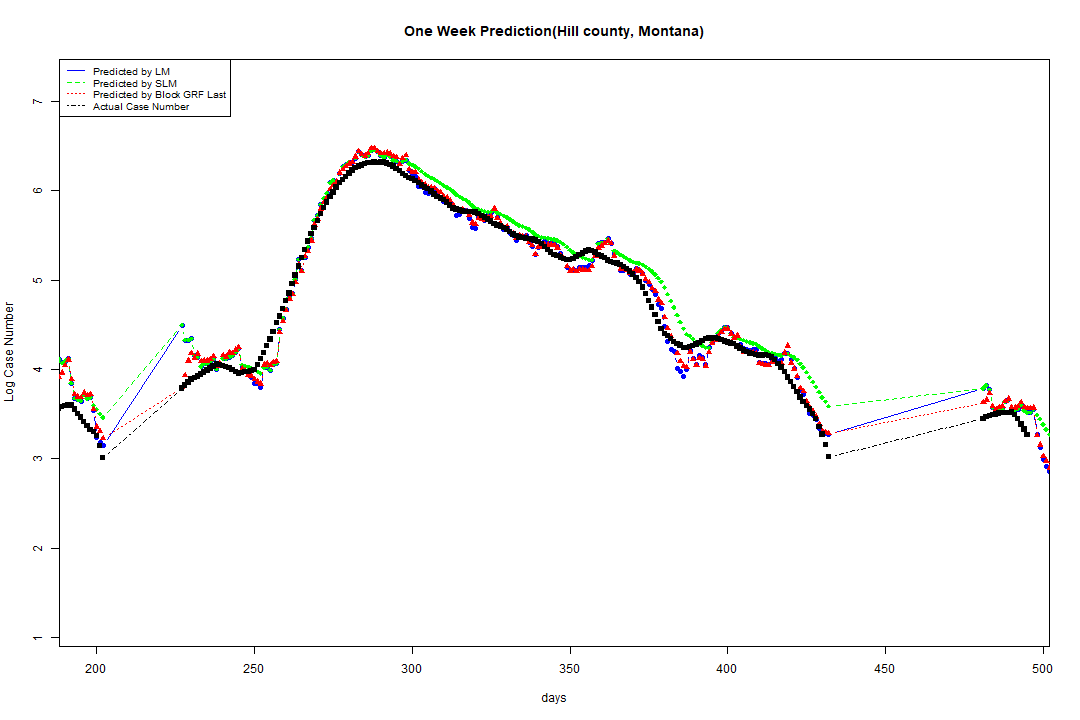 One Week Prediction(Hill county, Montana)
Predicted by LM
Predicted by SLM
Predicted by Block GRF Last
Actual Case Number
Log Case Number
7
6
5
4
3
2
1
200 250 300 350 400 450 500
days